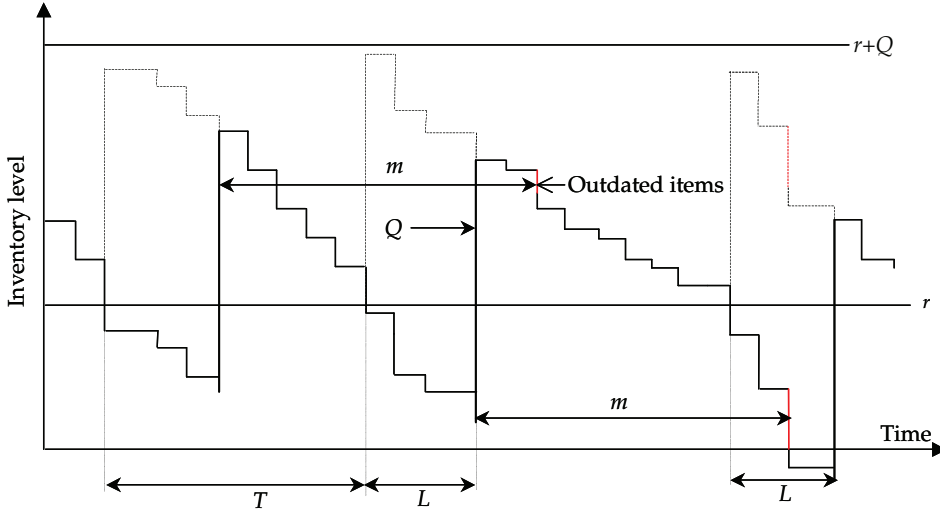 r+Q
m
Outdated items
Q
Inventory level
r
m
Time
T
L
L